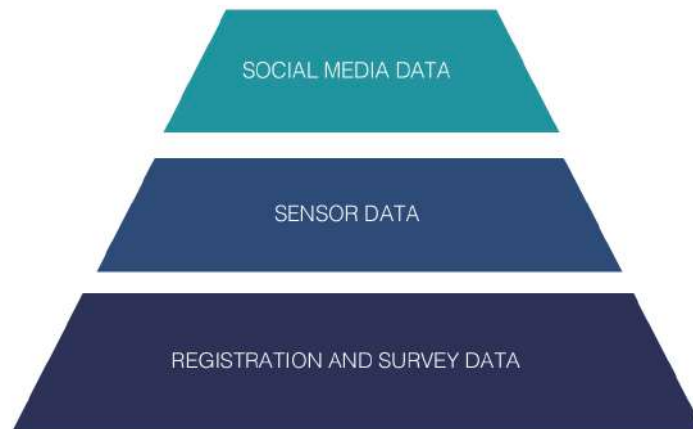 SOCIAL MEDIA DATA
SENSOR DATA
REGISTRATION AND SURVEY DATA